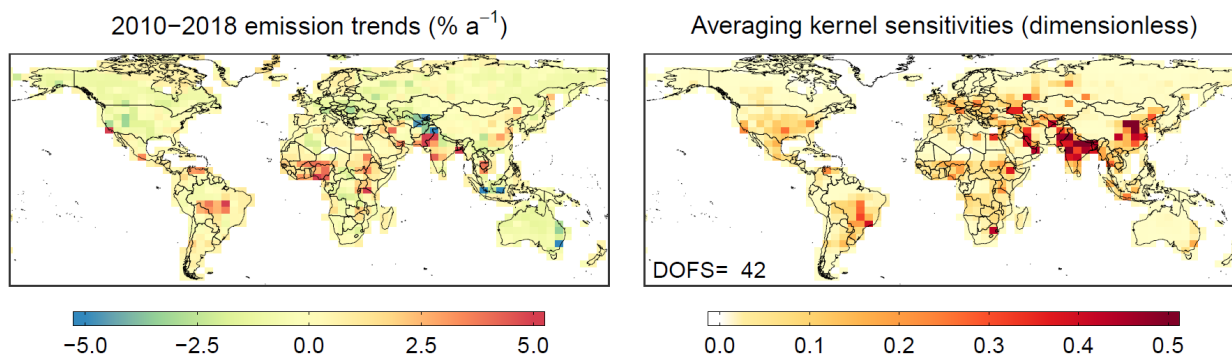 2010−2018 emission trends (% a⁻¹)
Averaging kernel sensitivities (dimensionless)
DOFS= 42
−5.0 −2.5 0.0 2.5 5.0
0.0 0.1 0.2 0.3 0.4 0.5